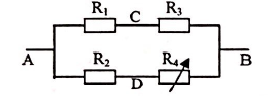 R₁ C R₃
A B
R₂ D R₄